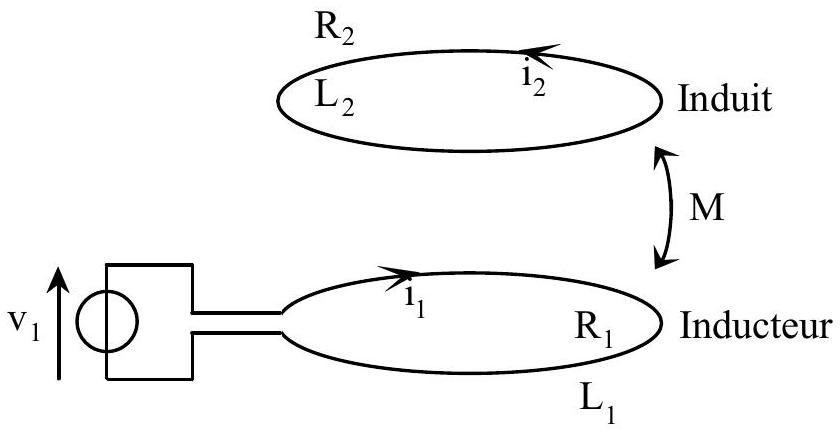 R₂
i₂
L₂
Induit
M
i₁
v₁
R₁
Inducteur
L₁